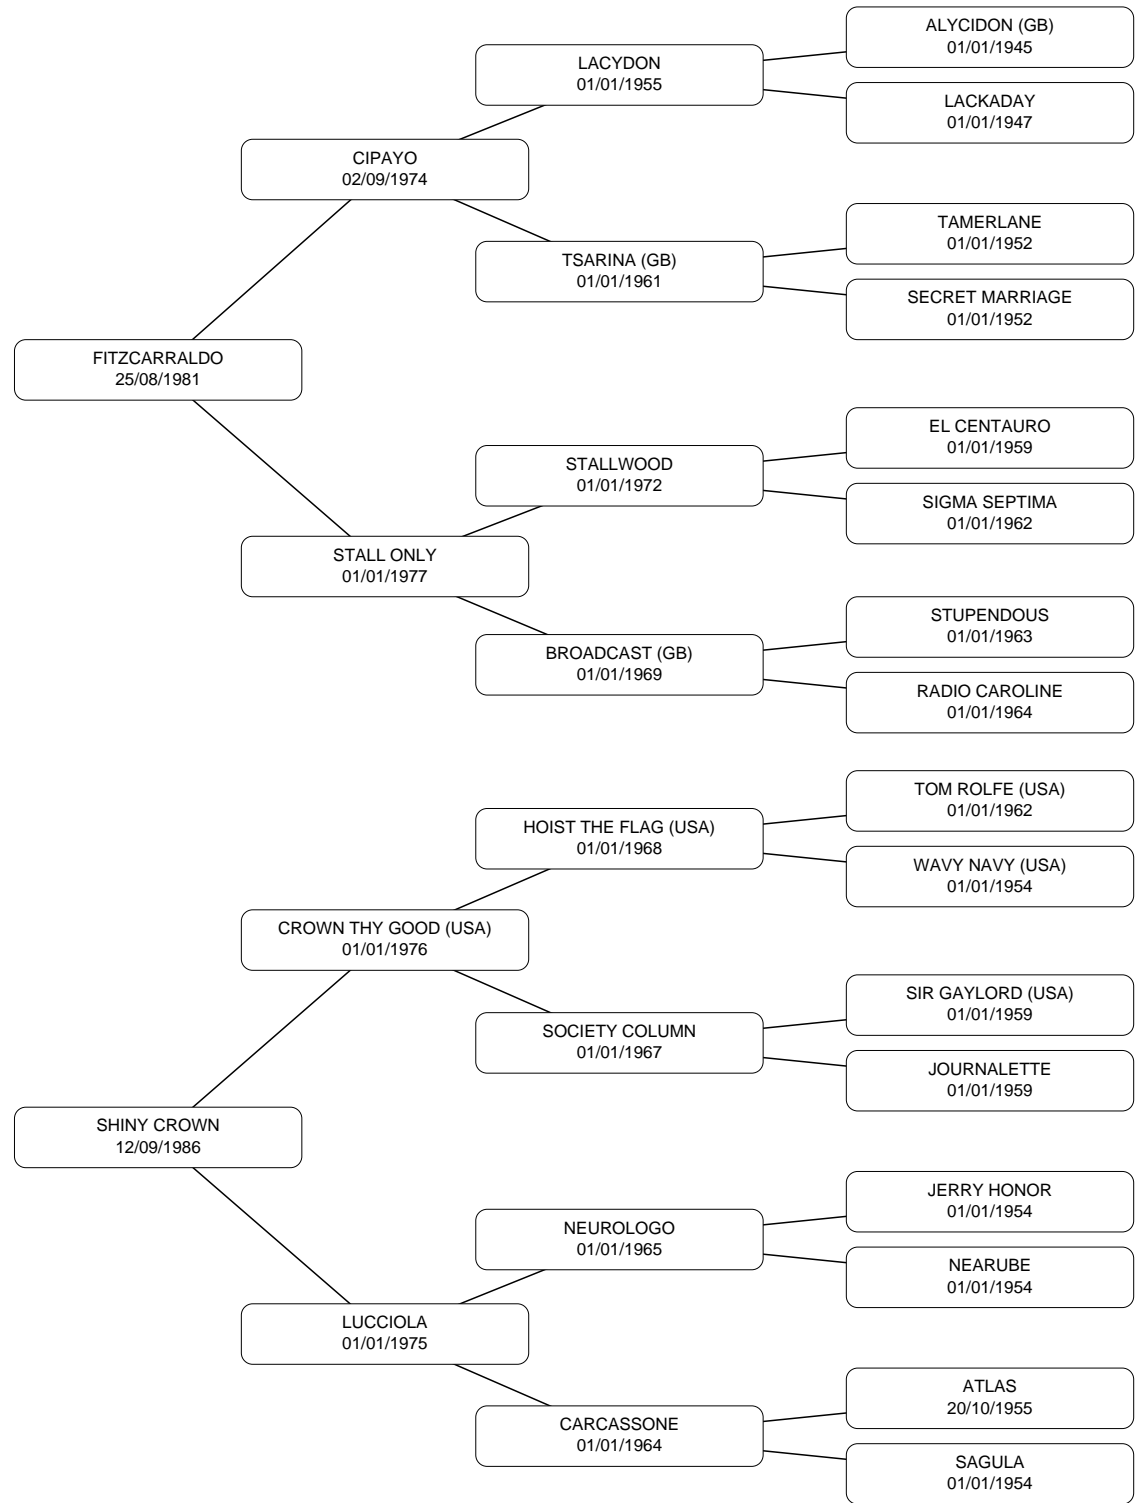 ALYCIDON (GB)
01/01/1945
LACYDON
01/01/1955
LACKADAY
01/01/1947
CIPAYO
02/09/1974
TAMERLANE
01/01/1952
TSARINA (GB)
01/01/1961
SECRET MARRIAGE
01/01/1952
FITZCARRALDO
25/08/1981
EL CENTAURO
01/01/1959
STALLWOOD
01/01/1972
SIGMA SEPTIMA
01/01/1962
STALL ONLY
01/01/1977
STUPENDOUS
01/01/1963
BROADCAST (GB)
01/01/1969
RADIO CAROLINE
01/01/1964
TOM ROLFE (USA)
01/01/1962
HOIST THE FLAG (USA)
01/01/1968
WAVY NAVY (USA)
01/01/1954
CROWN THY GOOD (USA)
01/01/1976
SIR GAYLORD (USA)
01/01/1959
SOCIETY COLUMN
01/01/1967
JOURNALETTE
01/01/1959
SHINY CROWN
12/09/1986
JERRY HONOR
01/01/1954
NEUROLOGO
01/01/1965
NEARUBE
01/01/1954
LUCCIOLA
01/01/1975
ATLAS
20/10/1955
CARCASSONE
01/01/1964
SAGULA
01/01/1954